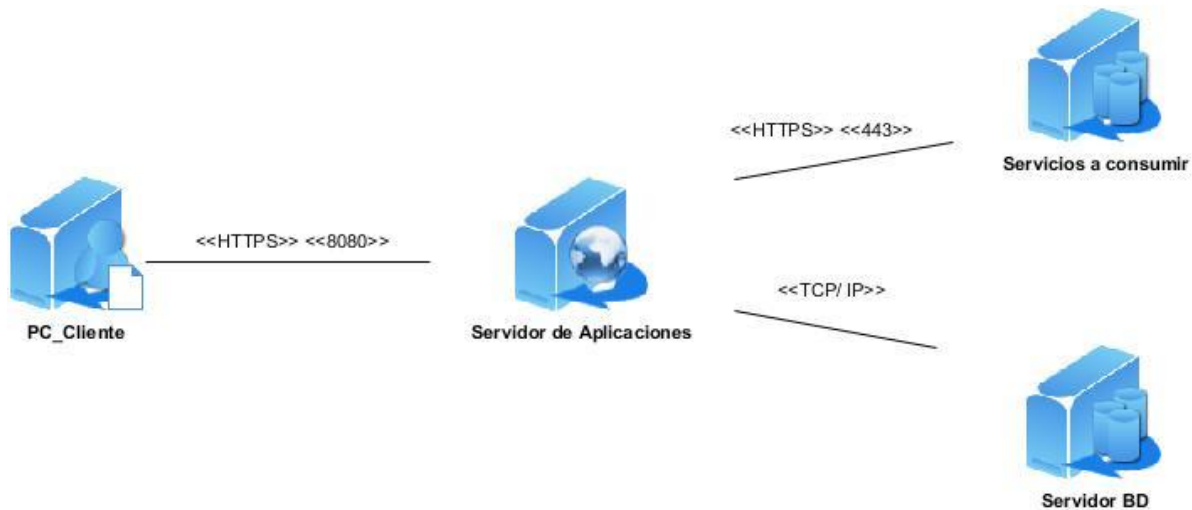 <<HTTPS>> <<443>>
Servicios a consumir
<<HTTPS>> <<8080>>
PC_Cliente
Servidor de Aplicaciones
<<TCP/ IP>>
Servidor BD